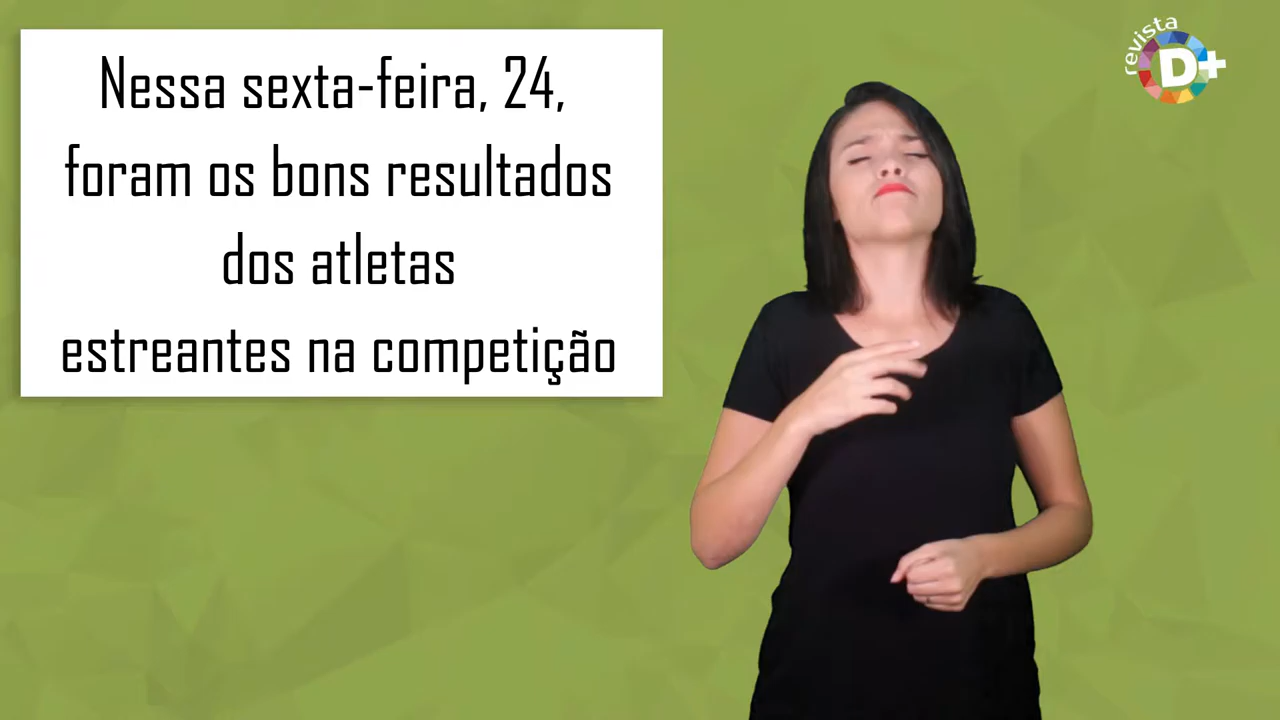 Nessa sexta-feira, 24,
foram os bons resultados
dos atletas
estreantes na competição
revista
D+